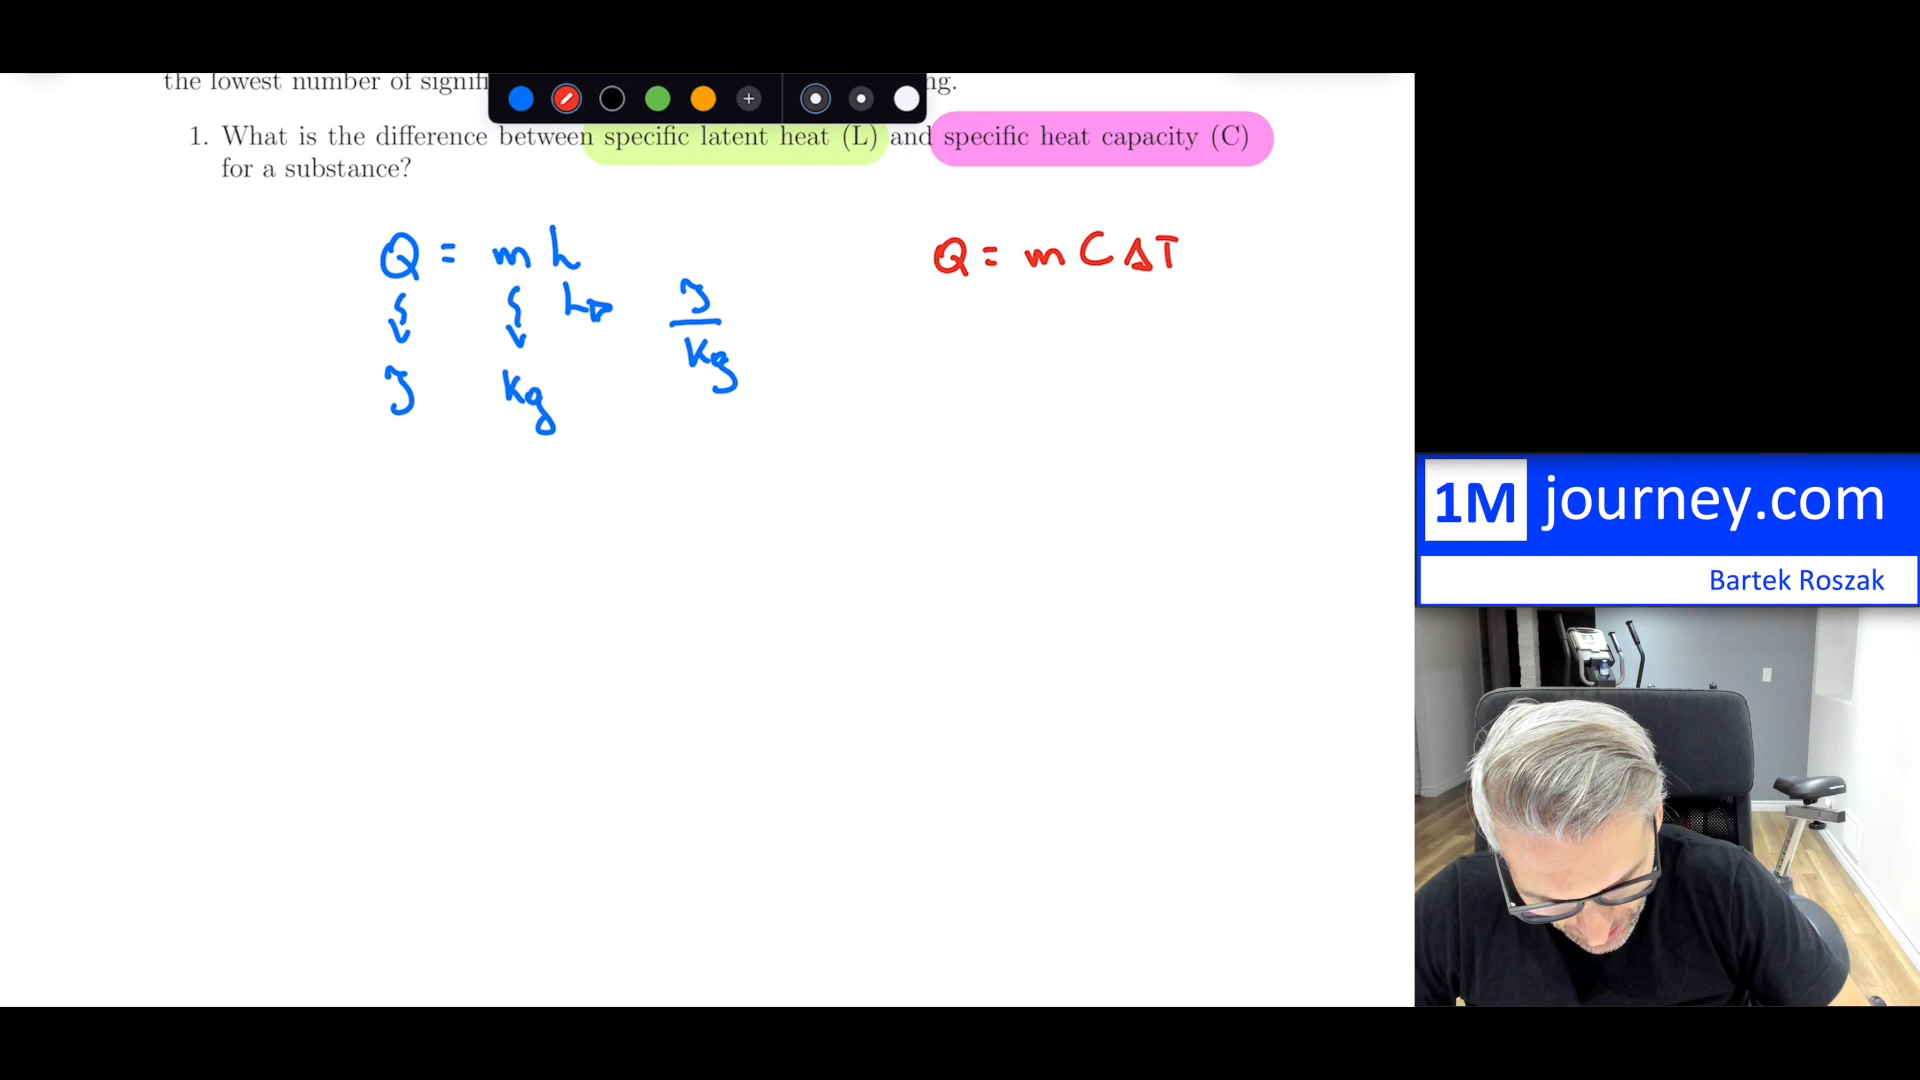 the lowest number of signifi ng.
1. What is the difference between specific latent heat (L) and specific heat capacity (C)
for a substance?
Q = m L
Q = m C Δ T
J
kg
J
kg
1M journey.com
Bartek Roszak